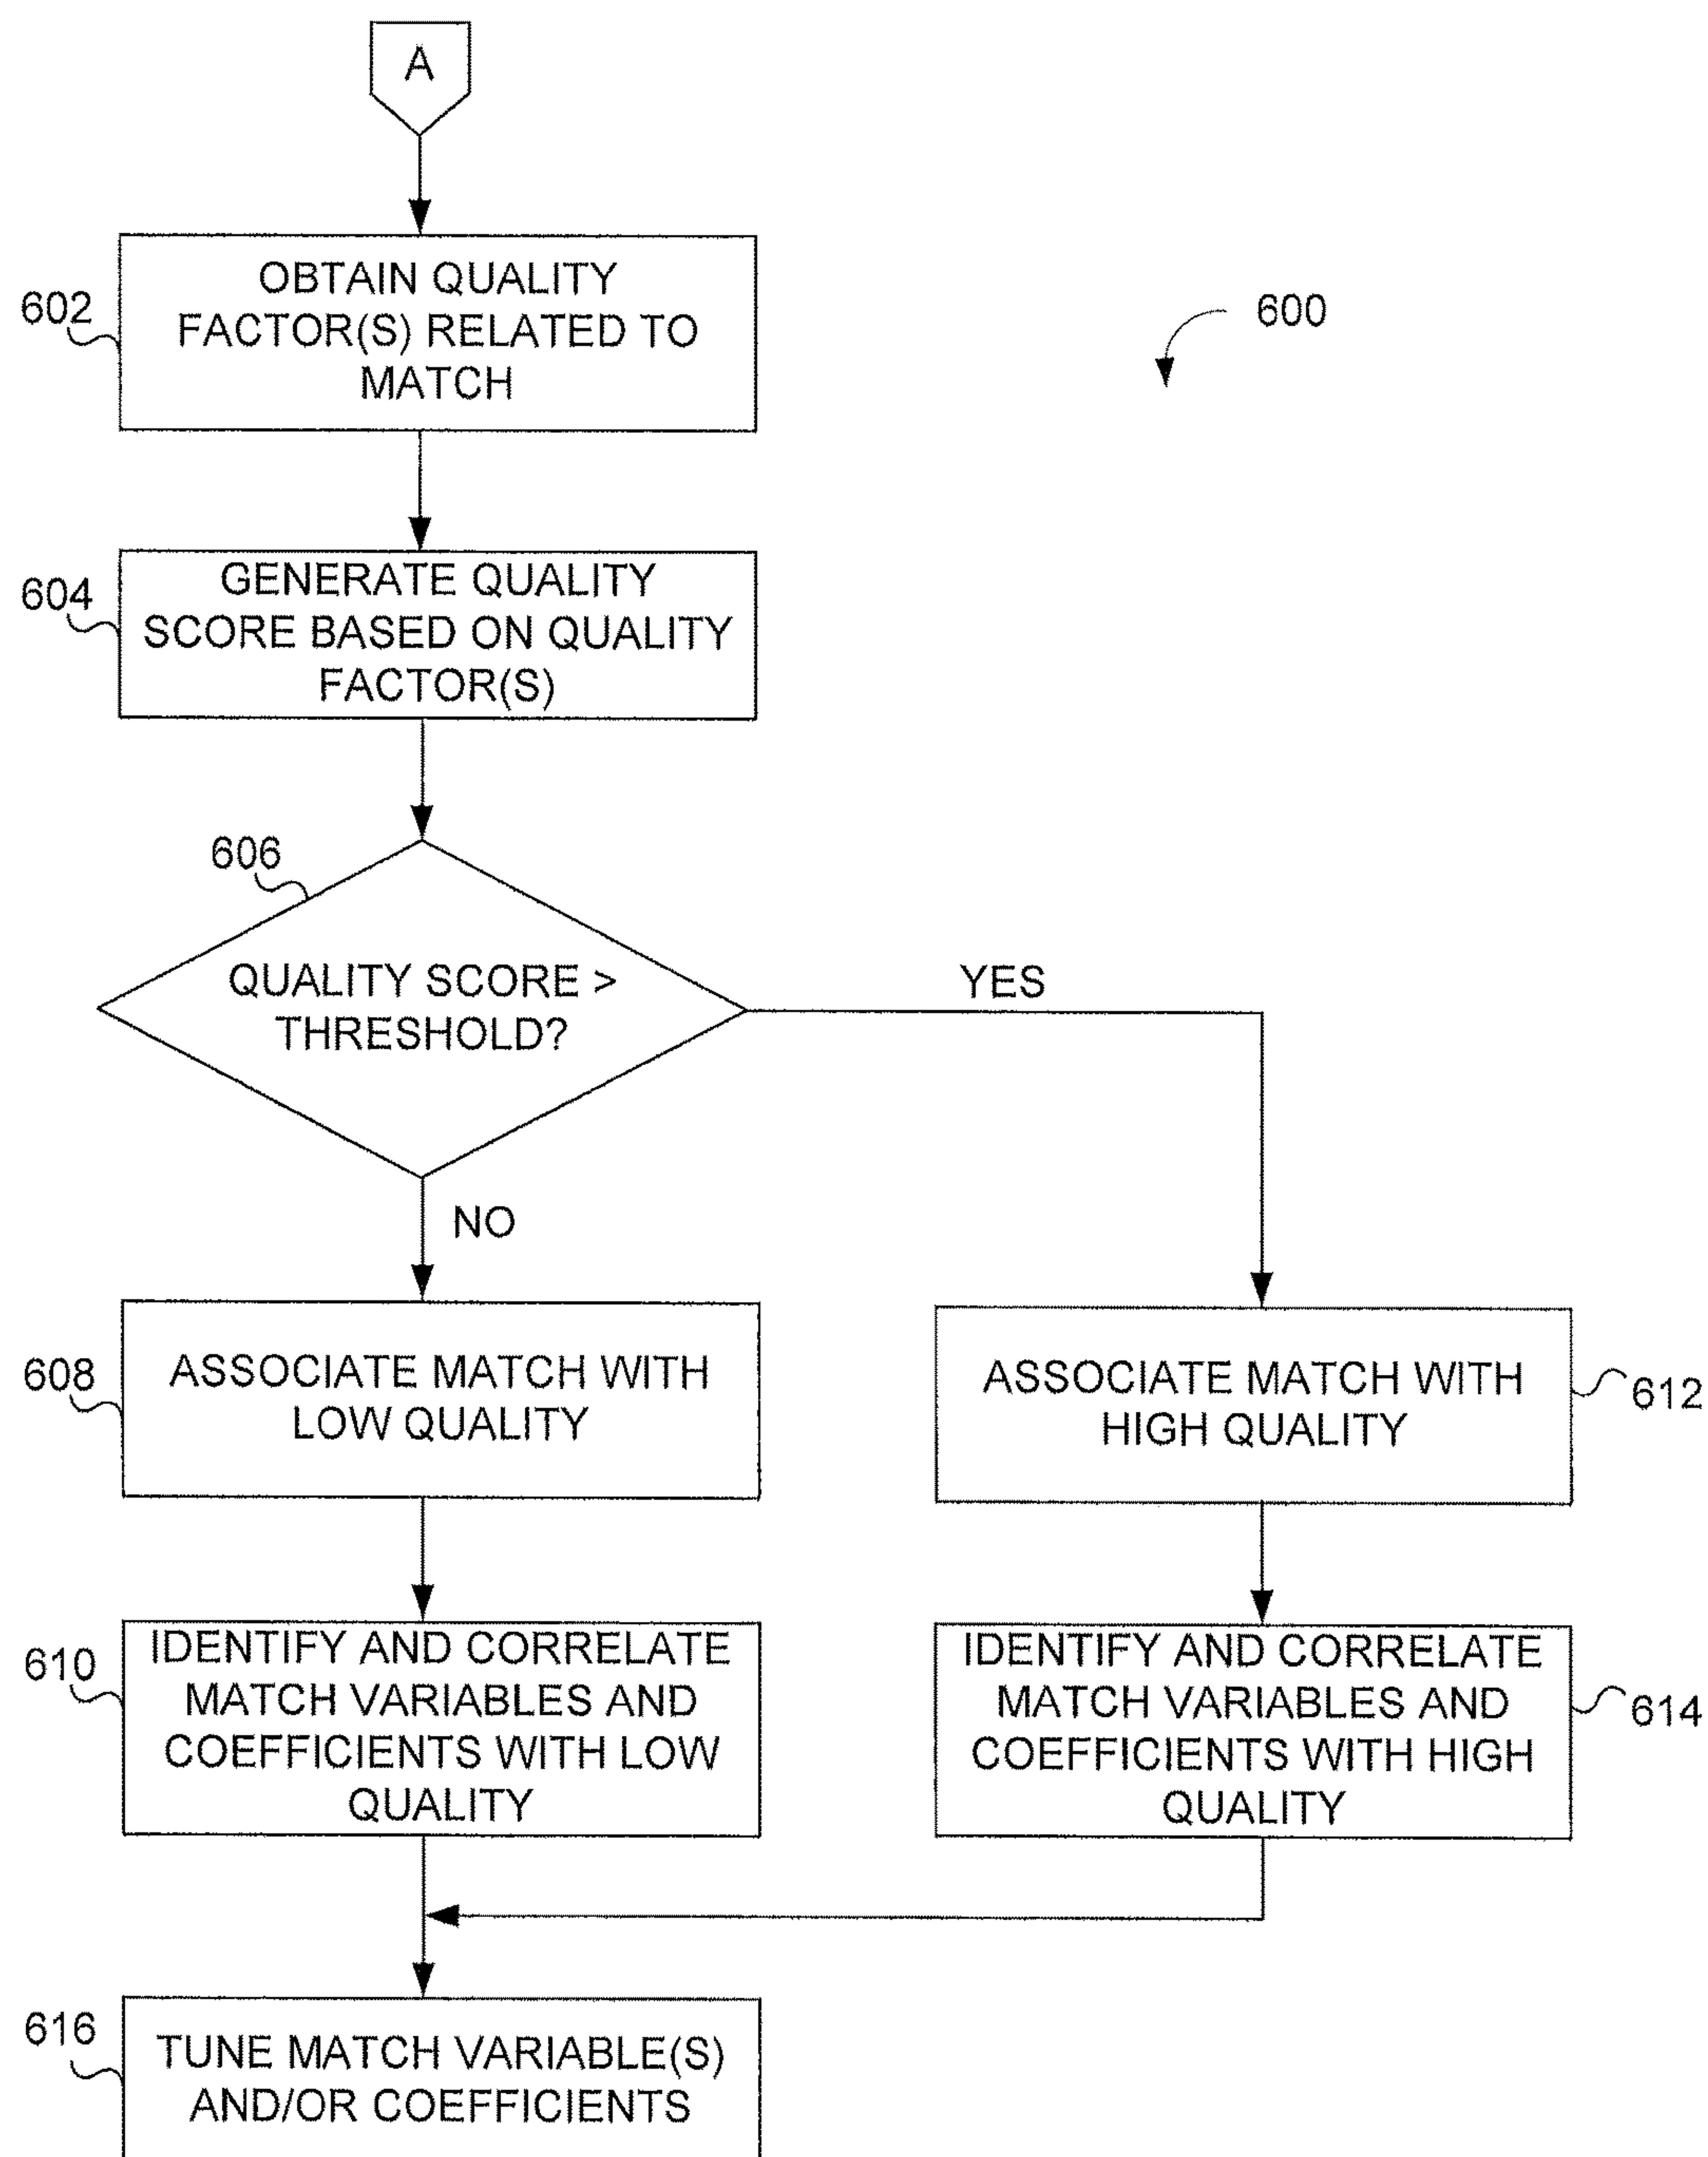 A
602
OBTAIN QUALITY
FACTOR(S) RELATED TO
MATCH
600
604
GENERATE QUALITY
SCORE BASED ON QUALITY
FACTOR(S)
606
QUALITY SCORE >
THRESHOLD?
YES
NO
608
ASSOCIATE MATCH WITH
LOW QUALITY
ASSOCIATE MATCH WITH
HIGH QUALITY
612
610
IDENTIFY AND CORRELATE
MATCH VARIABLES AND
COEFFICIENTS WITH LOW
QUALITY
IDENTIFY AND CORRELATE
MATCH VARIABLES AND
COEFFICIENTS WITH HIGH
QUALITY
614
616
TUNE MATCH VARIABLE(S)
AND/OR COEFFICIENTS